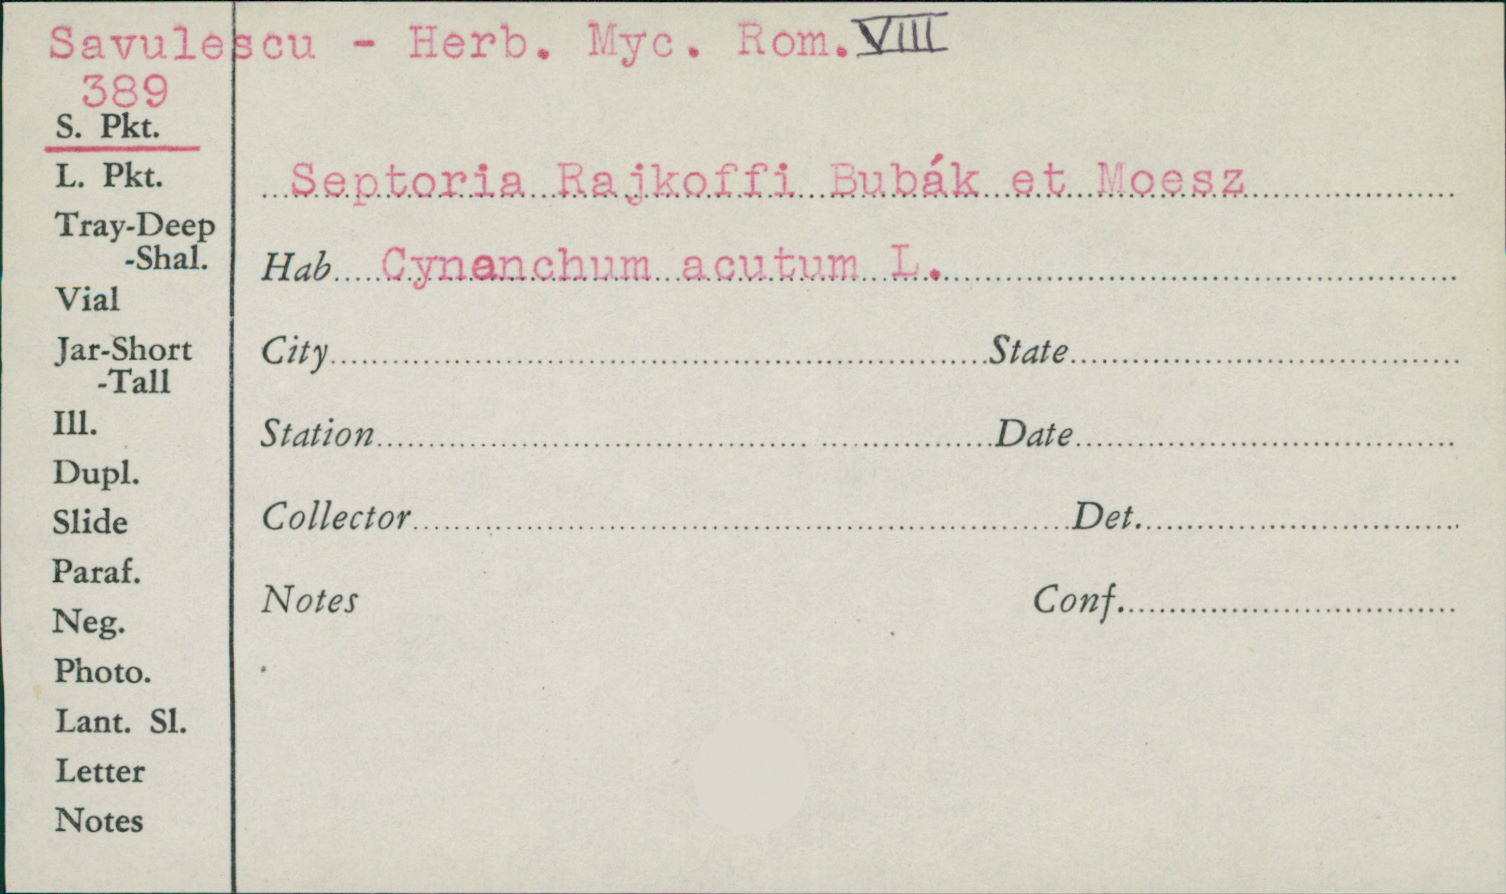 Savulescu - Herb. Myc. Rom. VIII
389
S. Pkt.
L. Pkt.
Septoria Rajkoffi Bubák et Moesz
Tray-Deep
-Shal.
Hab Cynanchum acutum L.
Vial
Jar-Short
-Tall
City State
Ill.
Station Date
Dupl.
Slide
Collector Det.
Paraf.
Neg.
Notes Conf.
Photo.
Lant. Sl.
Letter
Notes